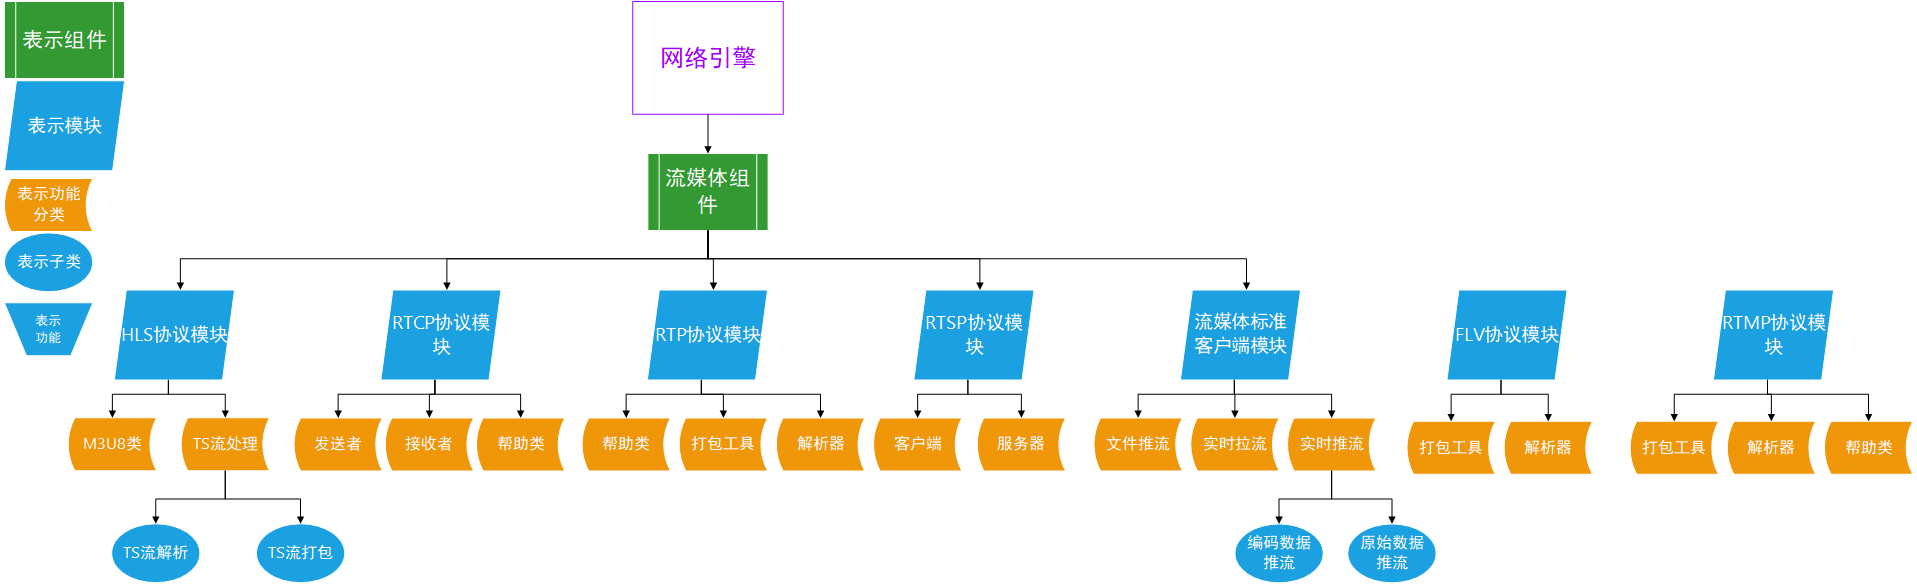 表示组件
表示模块
表示功能
分类
表示子类
表示
功能
网络引擎
流媒体组
件
HLS协议模块
RTCP协议模
块
RTP协议模块
RTSP协议模
块
流媒体标准
客户端模块
FLV协议模块
RTMP协议模
块
M3U8类
TS流处理
发送者
接收者
帮助类
帮助类
打包工具
解析器
客户端
服务器
文件推流
实时拉流
实时推流
打包工具
解析器
打包工具
解析器
帮助类
TS流解析
TS流打包
编码数据
推流
原始数据
推流